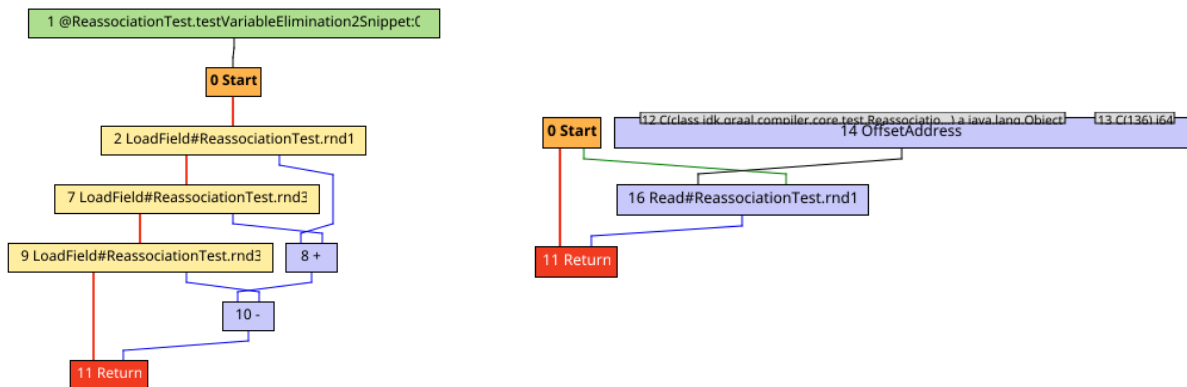 1 @ReassociationTest.testVariableElimination2Snippet:
0 Start
2 LoadField#ReassociationTest.rnd1
7 LoadField#ReassociationTest.rnd3
9 LoadField#ReassociationTest.rnd3
8 +
10 -
11 Return
0 Start
12 C(class jdk.graal.compiler.core.test.Reassociatio...) a java.lang.Object
13 C(136) i64
14 OffsetAddress
16 Read#ReassociationTest.rnd1
11 Return